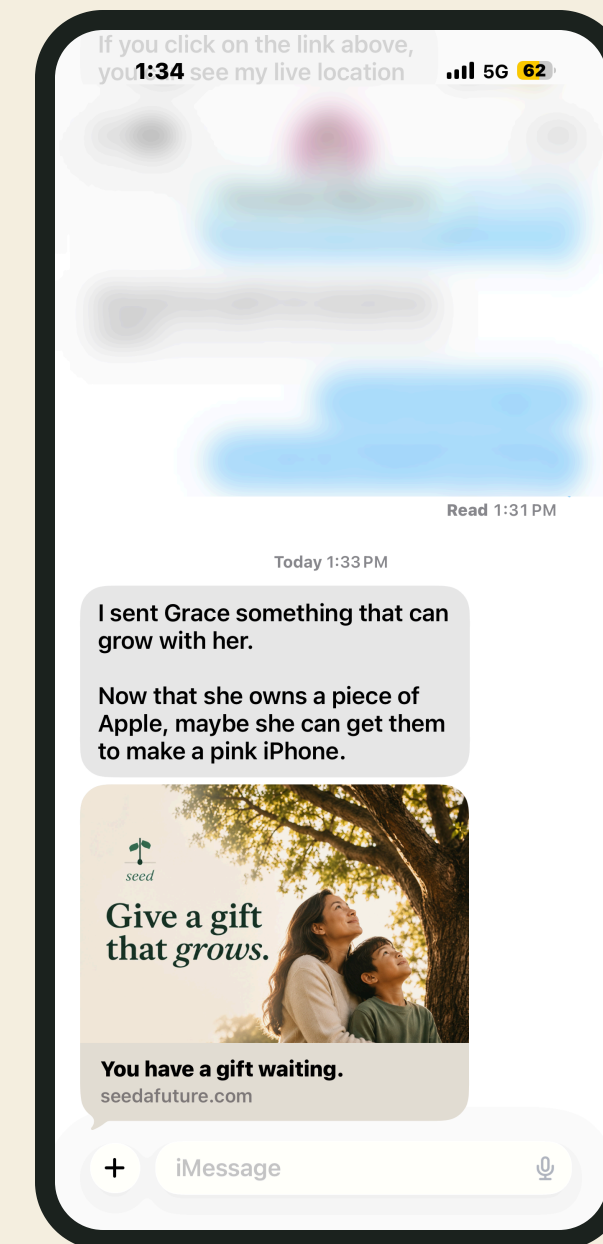 If you click on the link above,
see my live location
1:34
5G 62
Read 1:31 PM
Today 1:33 PM
I sent Grace something that can
grow with her.
Now that she owns a piece of
Apple, maybe she can get them
to make a pink iPhone.
seed
Give a gift
that grows.
You have a gift waiting.
seedafuture.com
iMessage